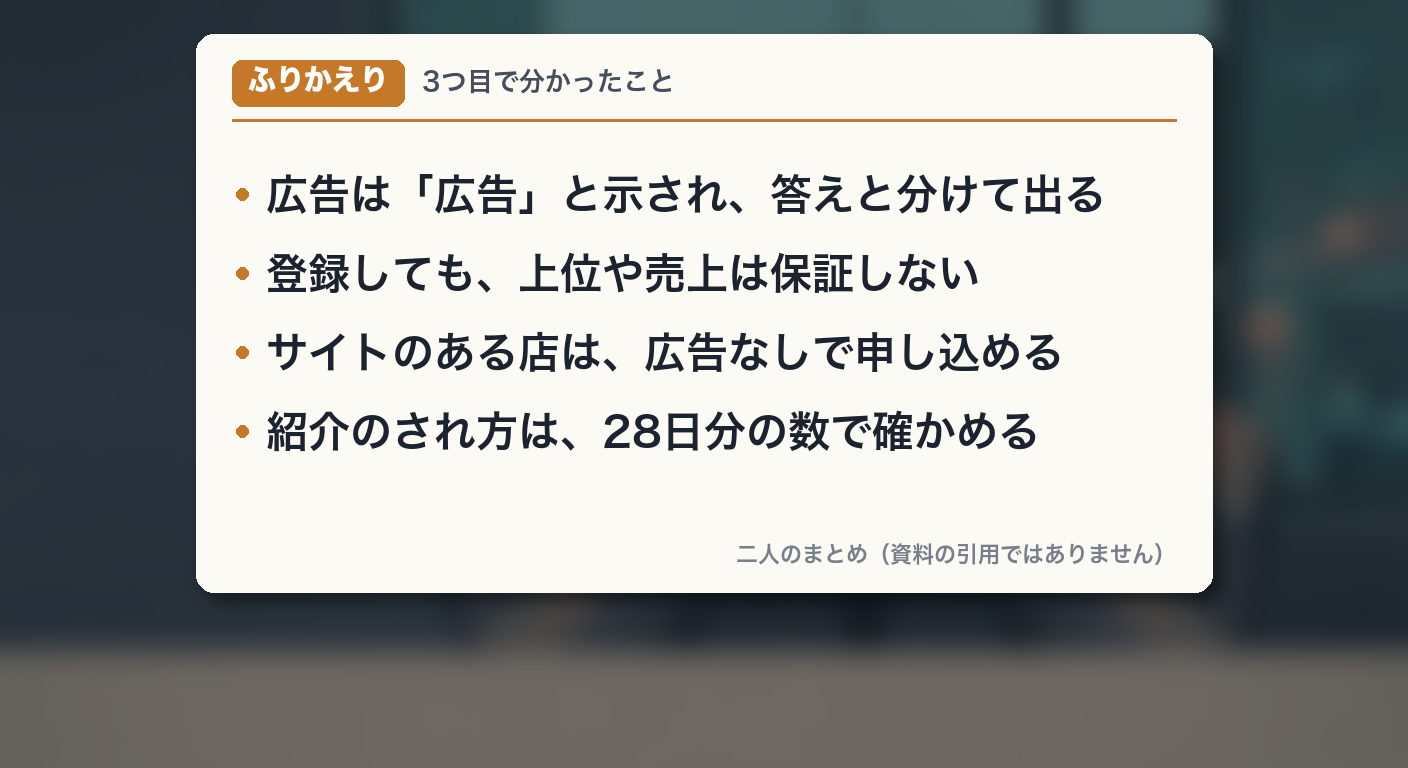 ふりかえり 3つ目で分かったこと
• 広告は「広告」と示され、答えと分けて出る
• 登録しても、上位や売上は保証しない
• サイトのある店は、広告なしで申し込める
• 紹介のされ方は、28日分の数で確かめる
二人のまとめ（資料の引用ではありません）